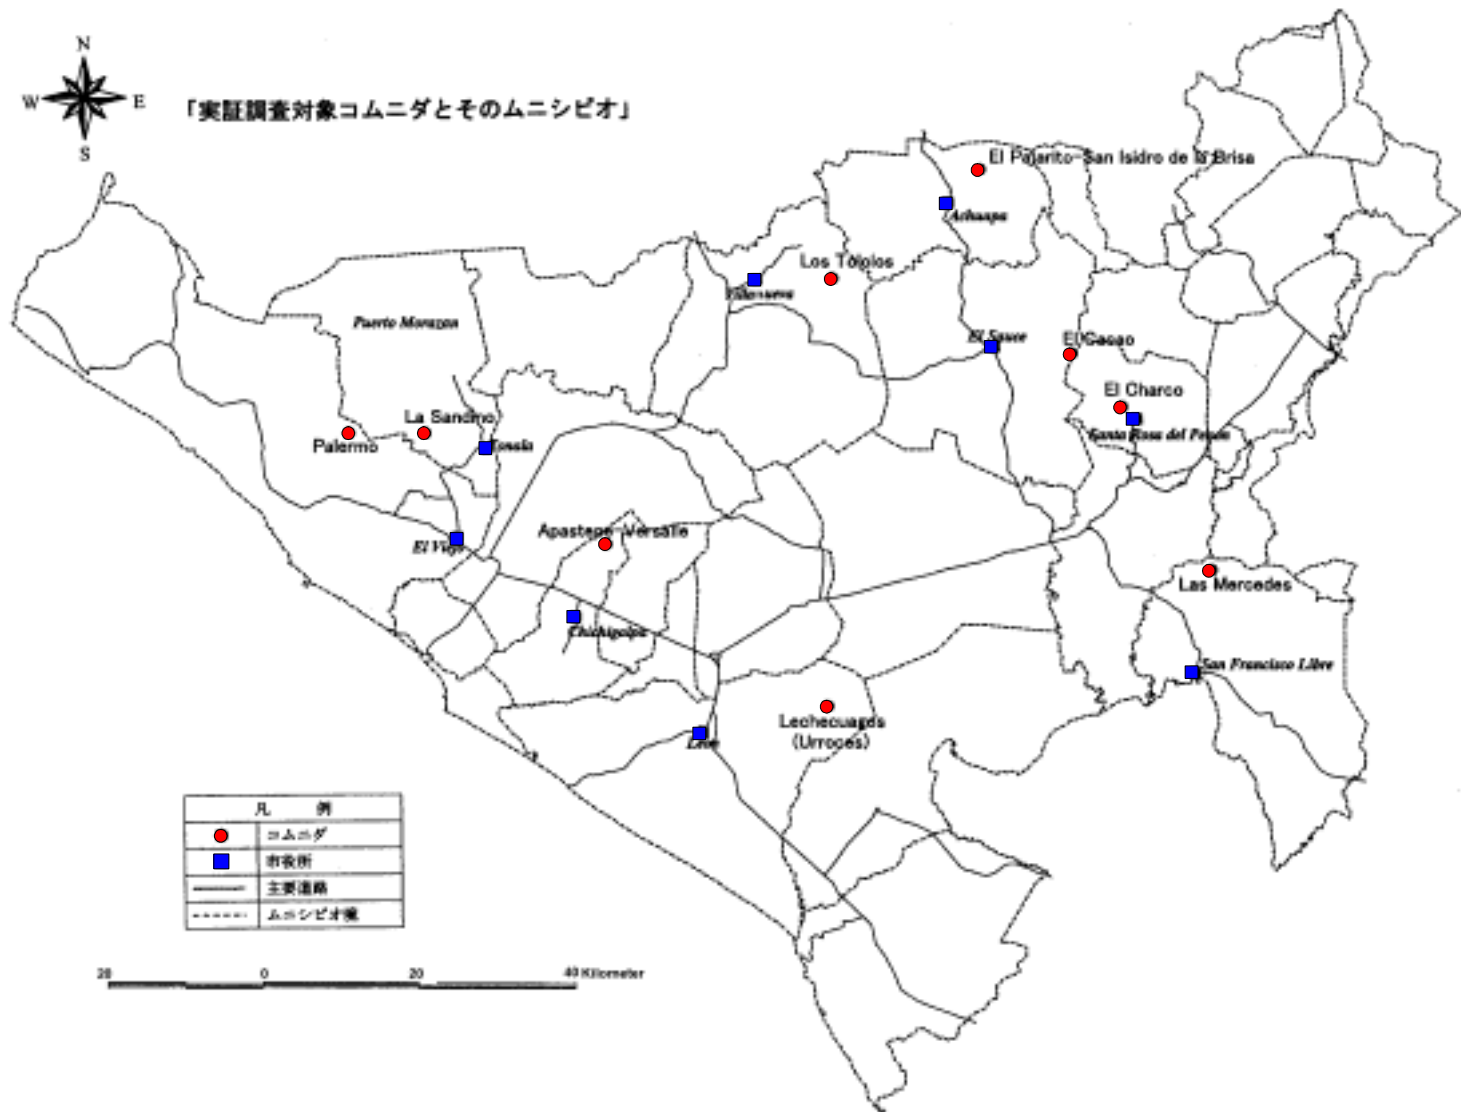 N
W E
S
「実証調査対象コムニダとそのムニシピオ」
El Pajarito-San Isidro de la Brisa
Achuapa
Los Tololos
Villanueva
Puerto Morazan
El Sauce
El Caoao
El Charco
La Sandino
Santa Rosa del Peñón
Palermo
Tonala
Apastepe-Versalle
El Viejo
Las Mercedes
Chichigalpa
San Francisco Libre
Lechecuagos
(Urroces)
León
凡 例
コムニダ
市役所
主要道路
ムニシピオ境
20 0 20 40 Kilometer